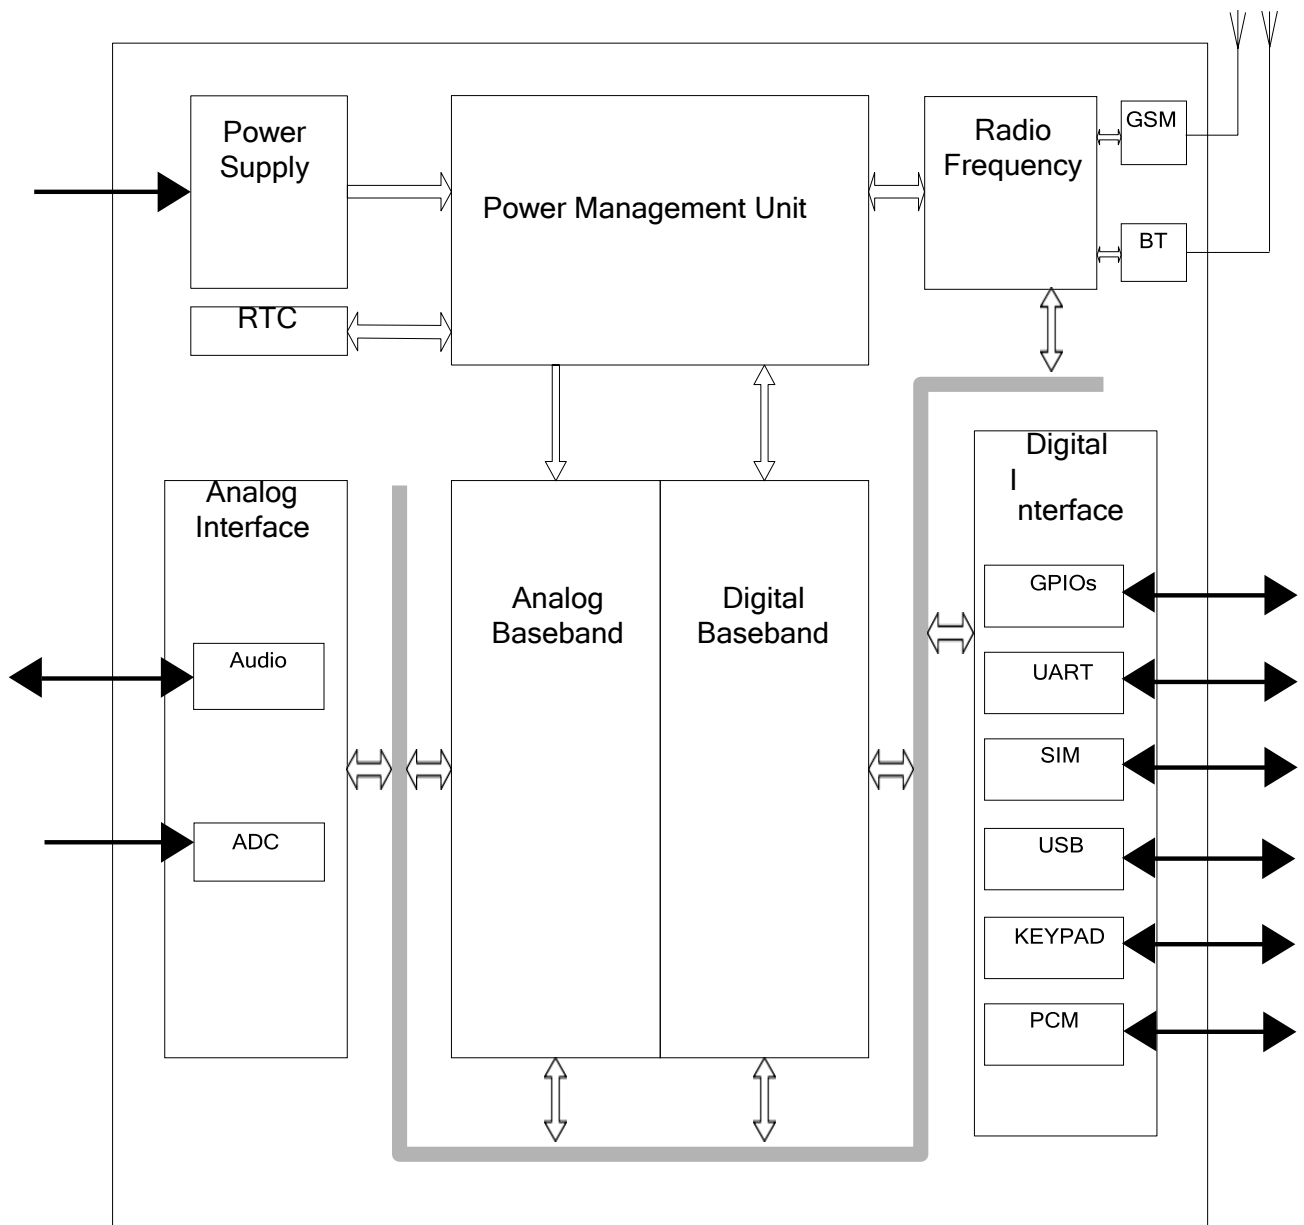 Power
Supply
Power Management Unit
Radio
Frequency
GSM
BT
RTC
Analog
Interface
Audio
ADC
Analog
Baseband
Digital
Baseband
Digital
I
nterface
GPIOs
UART
SIM
USB
KEYPAD
PCM